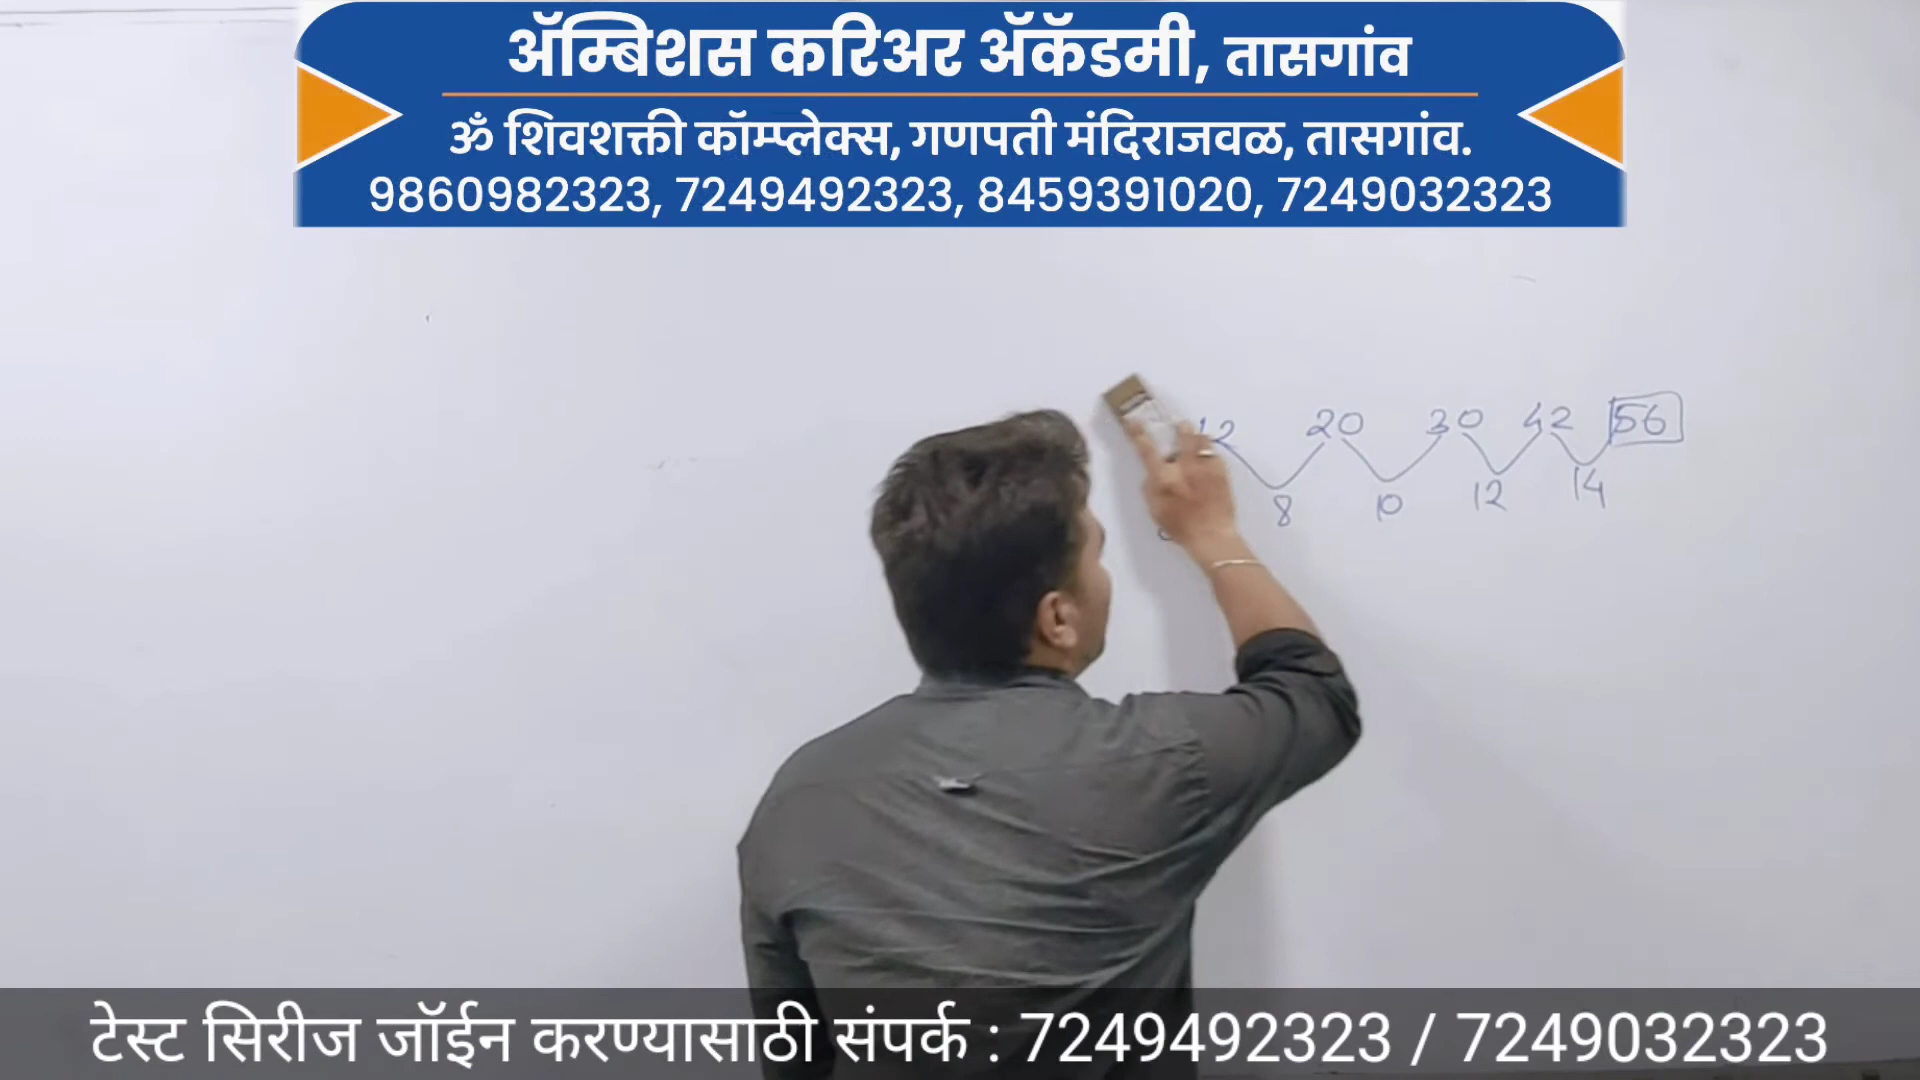 ॲम्बिशस करिअर ॲकॅडमी, तासगांव
ॐ शिवशक्ती कॉम्प्लेक्स, गणपती मंदिराजवळ, तासगांव.
9860982323, 7249492323, 8459391020, 7249032323
12 20 30 42 56
8 10 12 14
टेस्ट सिरीज जॉईन करण्यासाठी संपर्क : 7249492323 / 7249032323